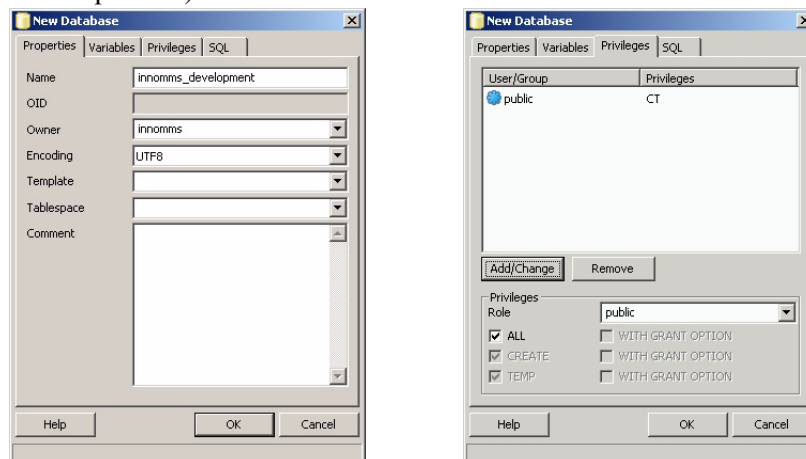 New Database
Properties Variables Privileges SQL
Name innomms_development
OID
Owner innomms
Encoding UTF8
Template
Tablespace
Comment
Help OK Cancel
New Database
Properties Variables Privileges SQL
User/Group Privileges
public CT
Add/Change Remove
Privileges
Role public
ALL WITH GRANT OPTION
CREATE WITH GRANT OPTION
TEMP WITH GRANT OPTION
Help OK Cancel